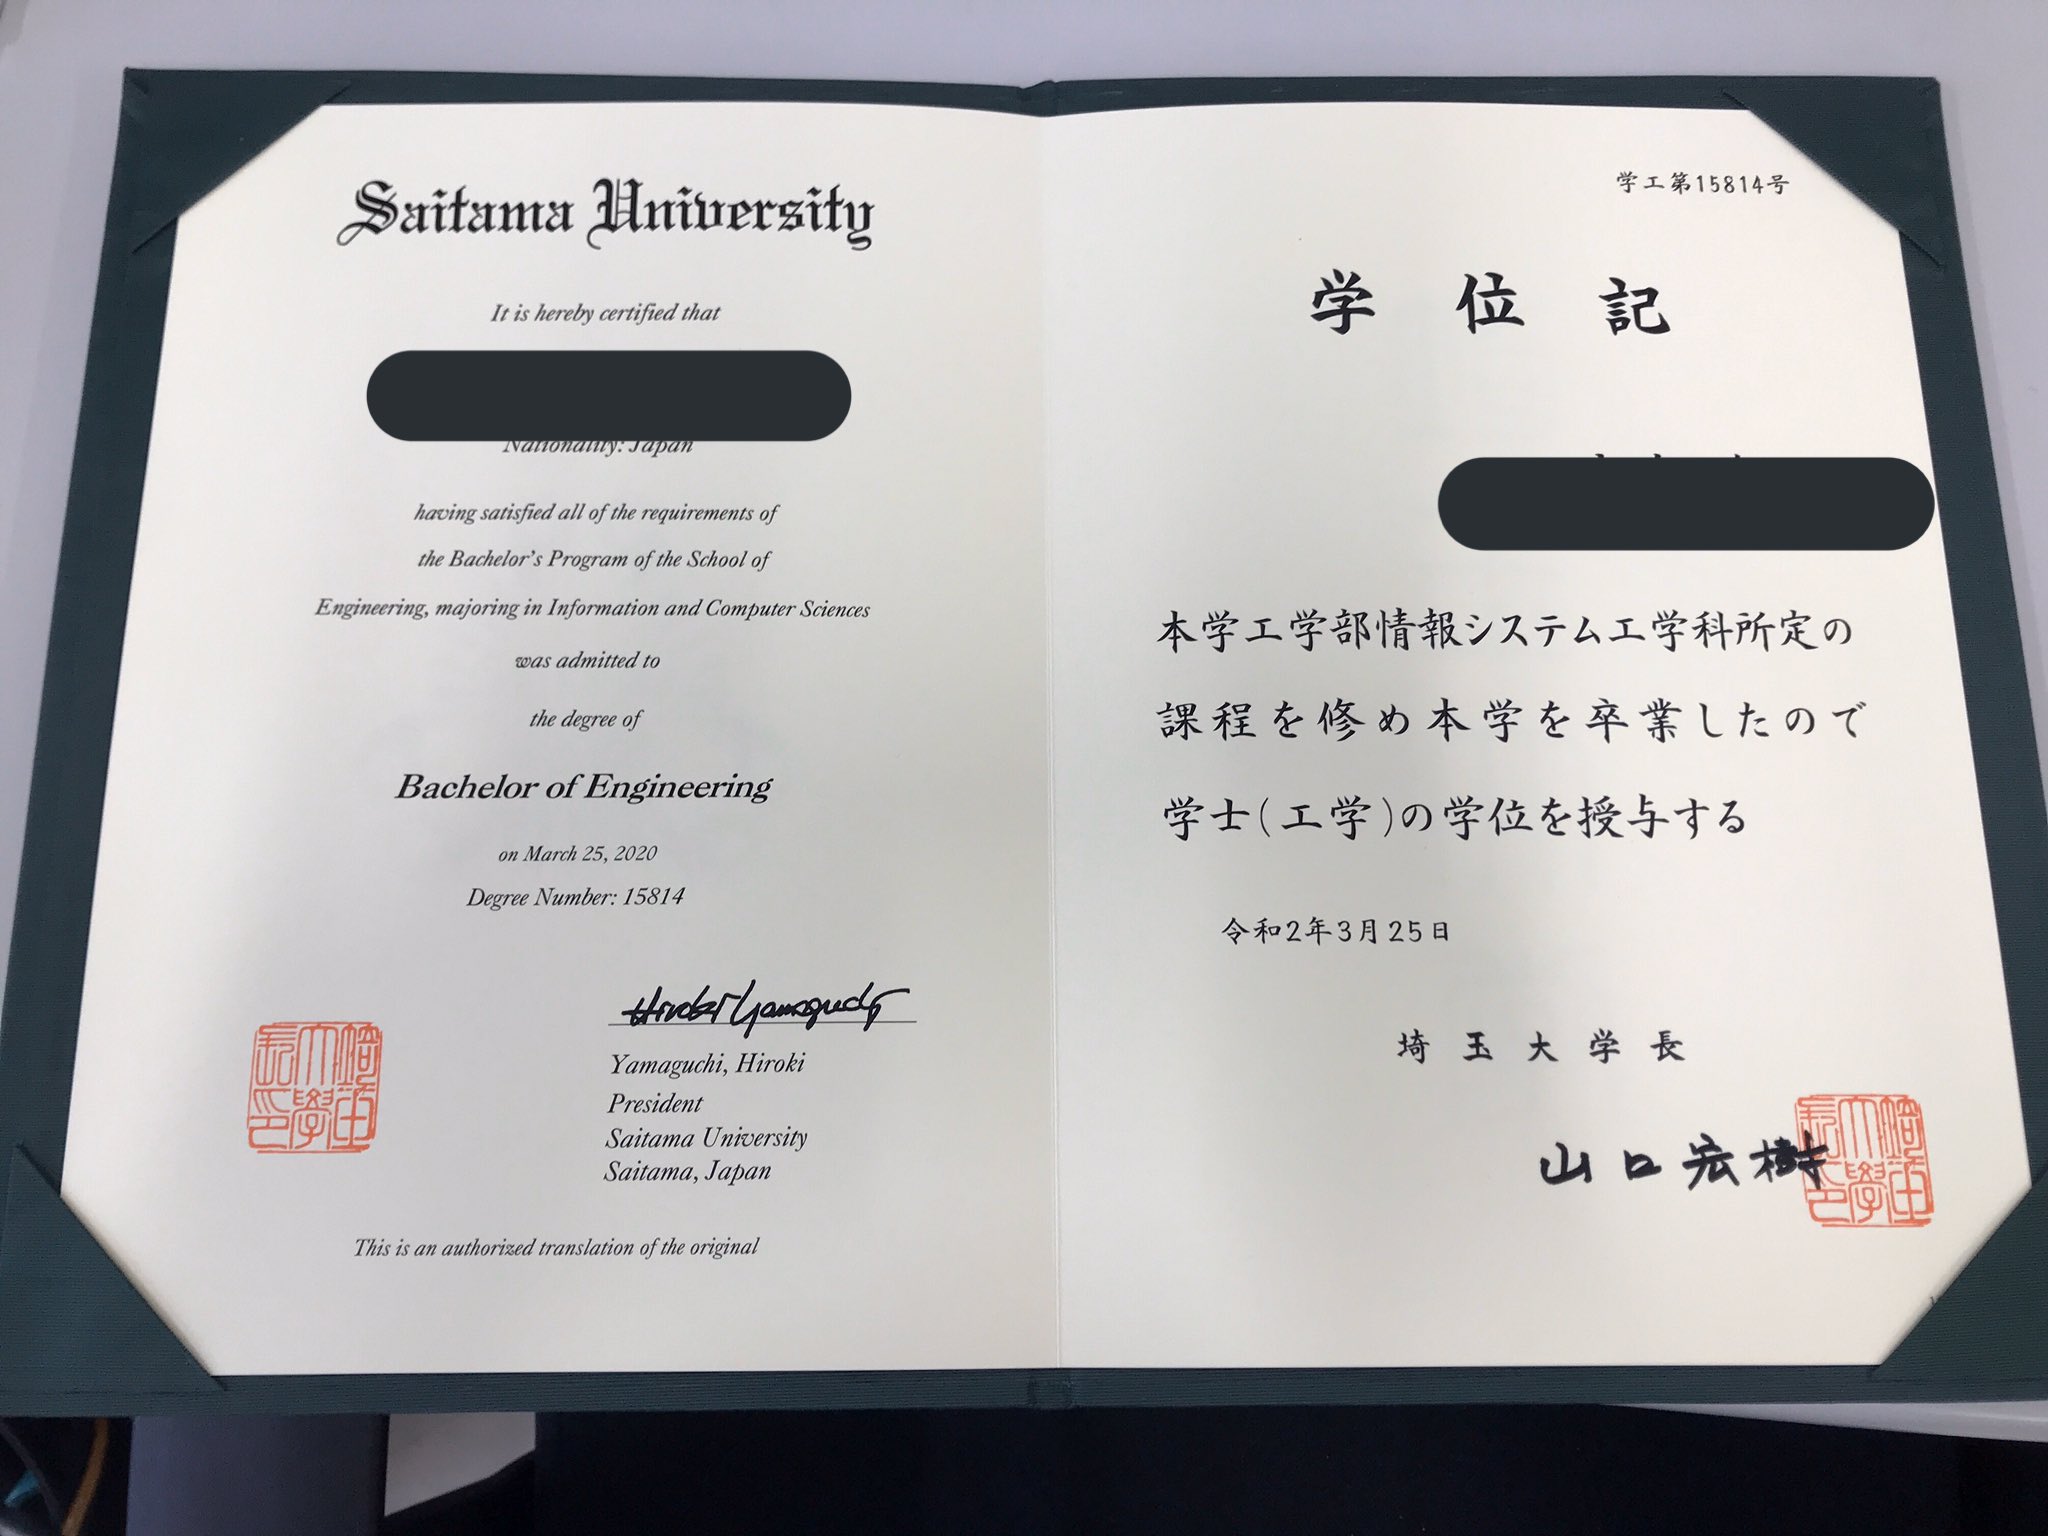 Saitama University
It is hereby certified that
Nationality: Japan
having satisfied all of the requirements of
the Bachelor's Program of the School of
Engineering, majoring in Information and Computer Sciences
was admitted to
the degree of
Bachelor of Engineering
on March 25, 2020
Degree Number: 15814
Hiroki Yamaguchi
Yamaguchi, Hiroki
President
Saitama University
Saitama, Japan
This is an authorized translation of the original
学工第15814号
学位記
本学工学部情報システム工学科所定の
課程を修め本学を卒業したので
学士(工学)の学位を授与する
令和2年3月25日
埼玉大学長
山口宏樹